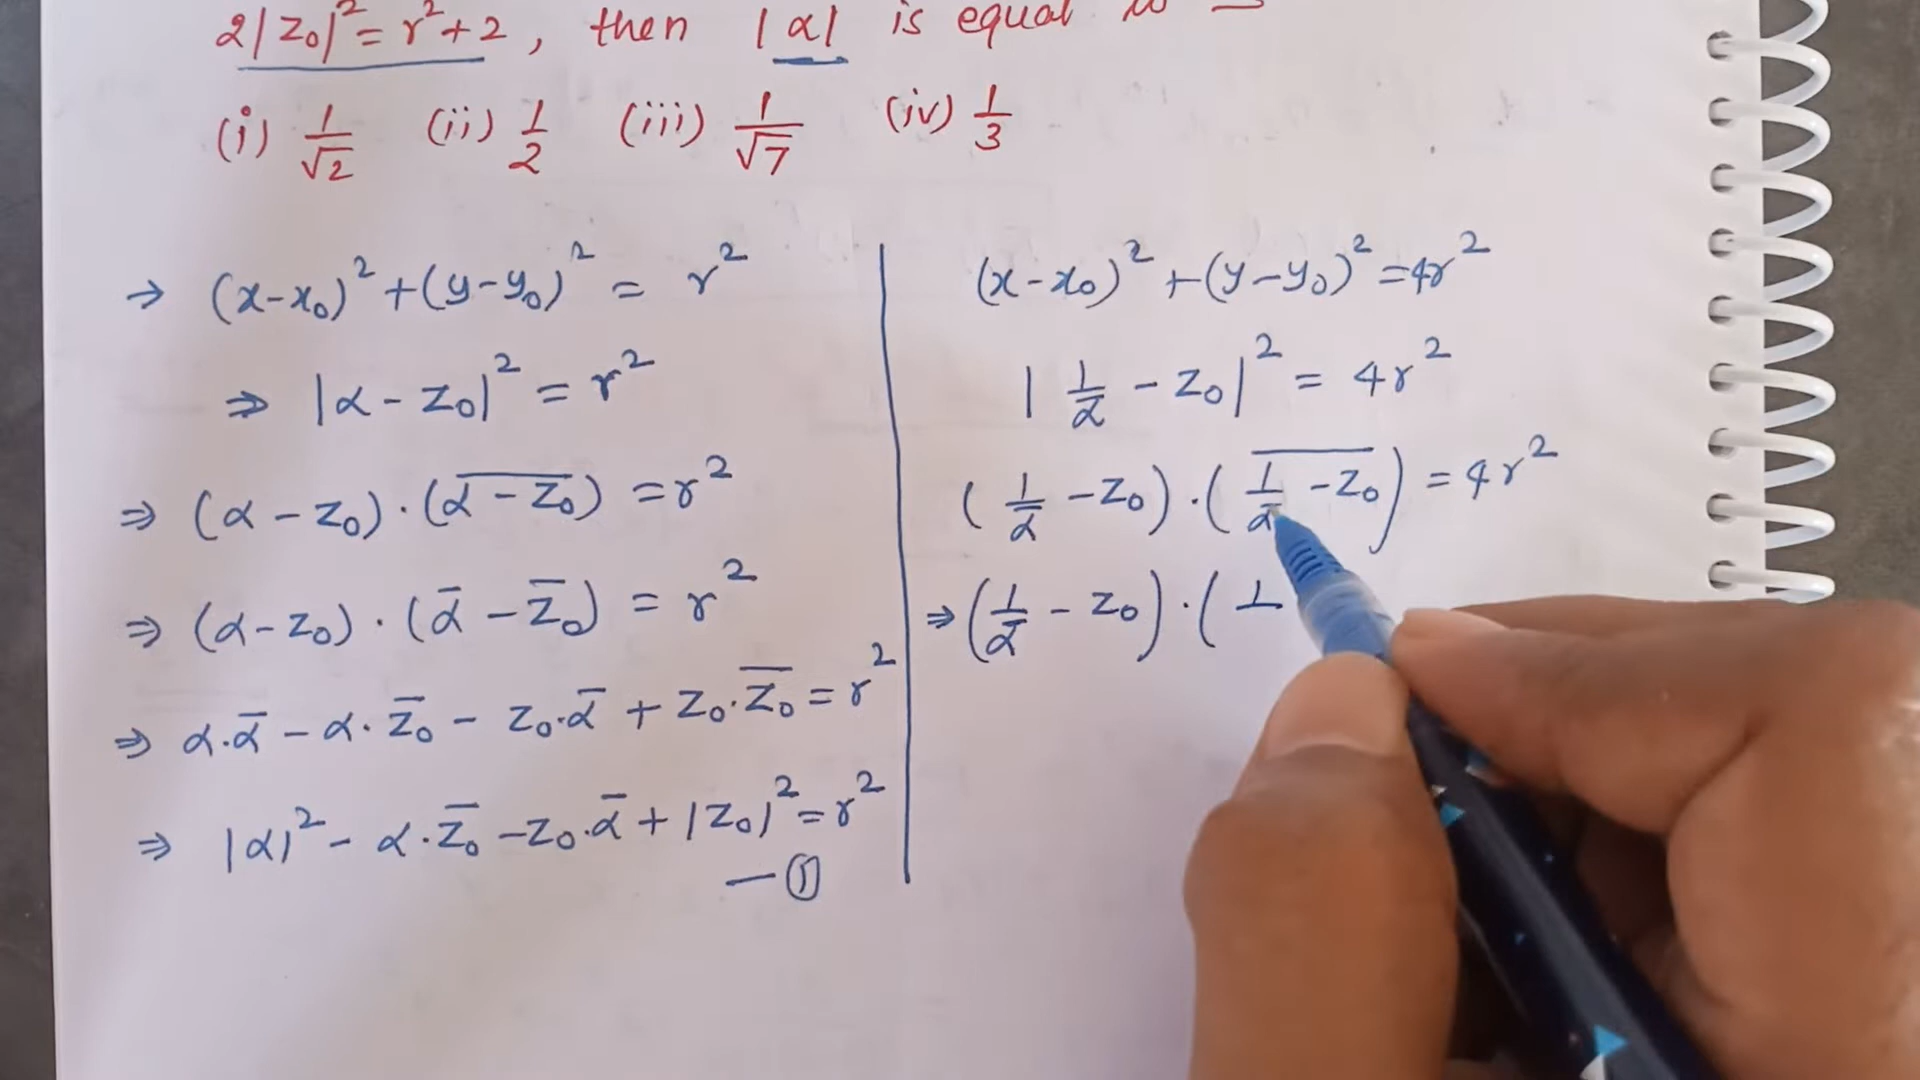 2|z₀|² = r² + 2, then |α| is equal to
(i) 1/√2 (ii) 1/2 (iii) 1/√7 (iv) 1/3
→ (x-x₀)² + (y-y₀)² = r²
⇒ |α - z₀|² = r²
⇒ (α - z₀)·(\overline{α - z₀}) = r²
⇒ (α - z₀)·(ᾱ - z̄₀) = r²
⇒ α·ᾱ - α·z̄₀ - z₀·ᾱ + z₀·z̄₀ = r²
⇒ |α|² - α·z̄₀ - z₀·ᾱ + |z₀|² = r²
— ①
(x-x₀)² + (y-y₀)² = 4r²
|1/ᾱ - z₀|² = 4r²
(1/ᾱ - z₀)·(\overline{1/ᾱ - z₀}) = 4r²
⇒ (1/ᾱ - z₀)·(1